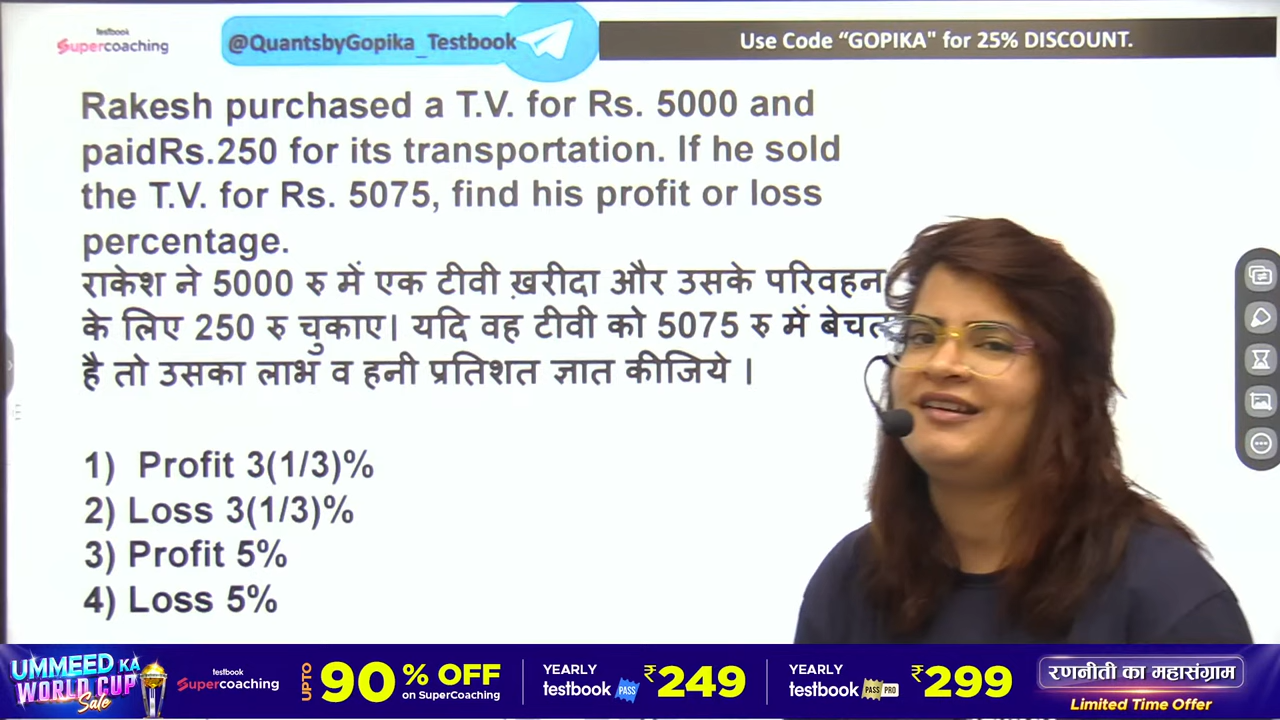 testbook
Supercoaching
@QuantsbyGopika_Testbook
Use Code “GOPIKA" for 25% DISCOUNT.
Rakesh purchased a T.V. for Rs. 5000 and
paidRs.250 for its transportation. If he sold
the T.V. for Rs. 5075, find his profit or loss
percentage.
राकेश ने 5000 रु में एक टीवी ख़रीदा और उसके परिवहन
के लिए 250 रु चुकाए। यदि वह टीवी को 5075 रु में
है तो उसका लाभ व हनी प्रतिशत ज्ञात कीजिये ।
1) Profit 3(1/3)%
2) Loss 3(1/3)%
3) Profit 5%
4) Loss 5%
UMMEED KA
WORLD CUP
Sale
testbook
Supercoaching
UPTO 90% OFF
on SuperCoaching
YEARLY
testbook PASS
₹249
YEARLY
testbook PASS PRO
₹299
रणनीती का महासंग्राम
Limited Time Offer